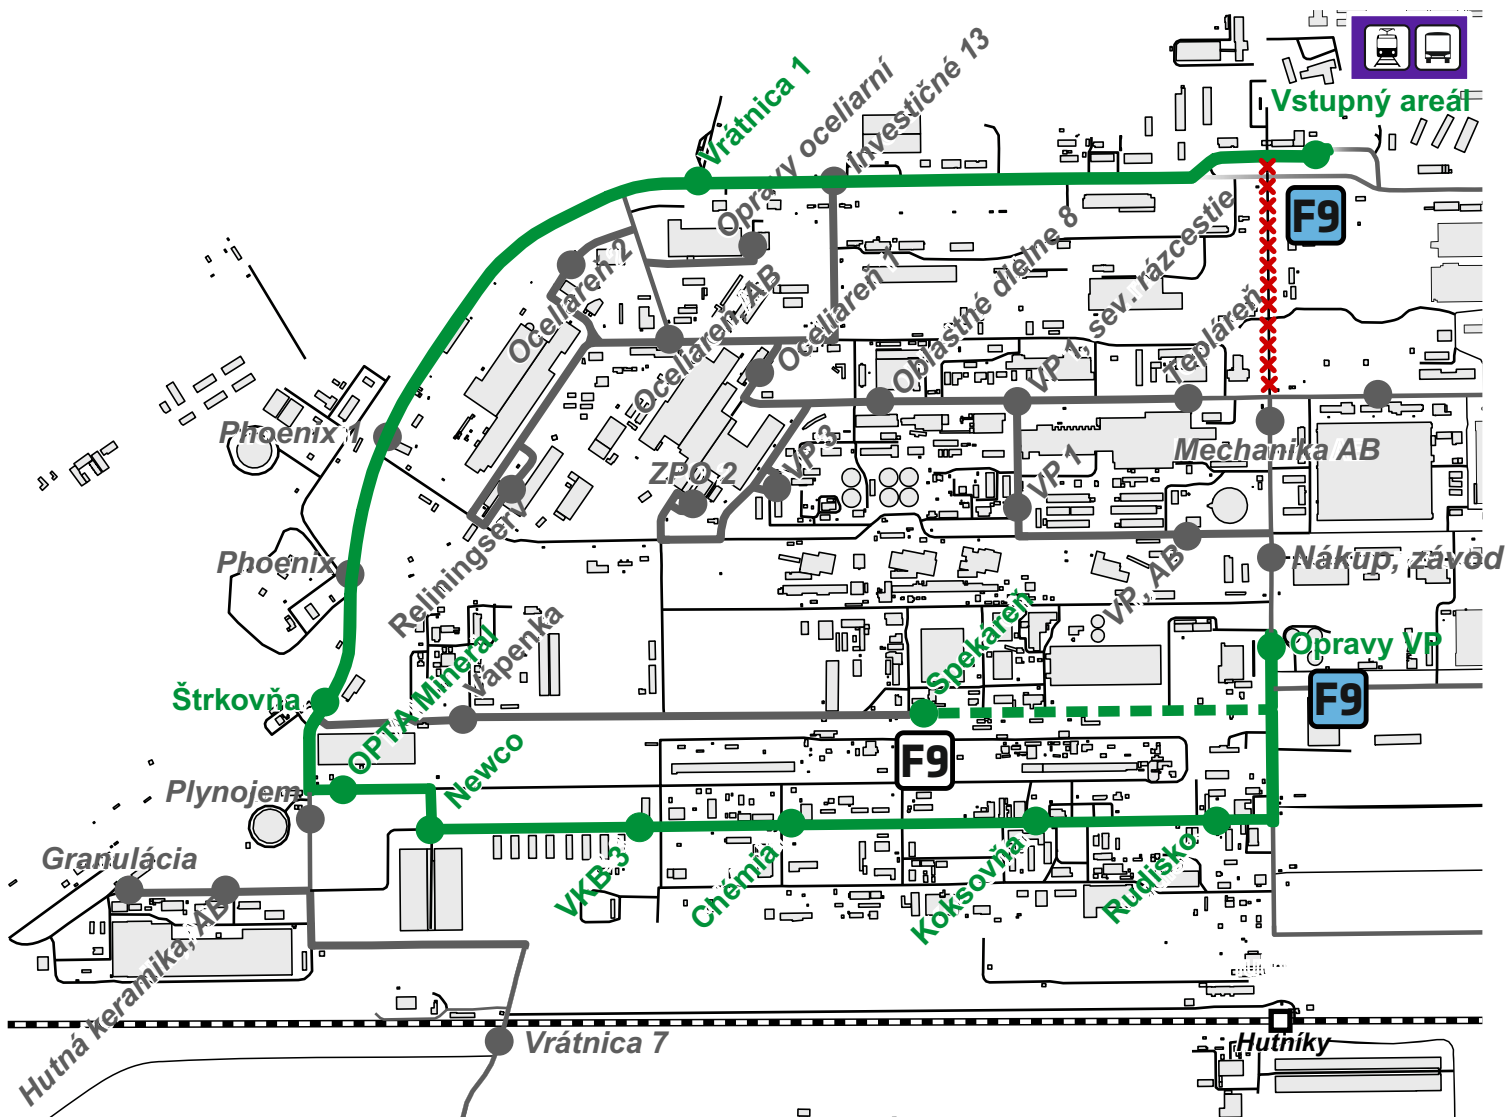 Vstupný areál
Vrátnica 1
Opravy oceliarní
Investičné 13
F9
Oceliareň 2
Oceliareň, AB
Oceliareň 1
Oblastné dielne 8
VP 1, sev. rázcestie
Tepláreň
Phoenix 1
ZPO 2
VP 3
VP 1
Mechanika AB
Phoenix
Reliningserv
VP, AB
Nákup, závod
Štrkovňa
OPTA Mineral
Vápenka
Spekáreň
Opravy VP
F9
F9
Newco
Plynojem
Granulácia
VKB 3
Chémia
Koksovňa
Rudisko
Hutná keramika, AB
Vrátnica 7
Hutníky